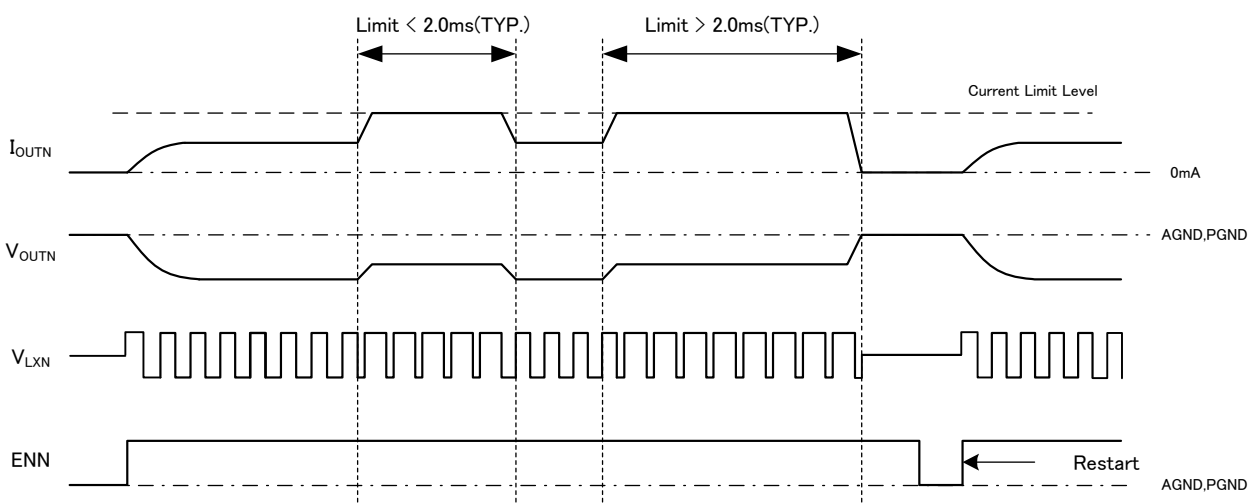 Limit < 2.0ms(TYP.)
Limit > 2.0ms(TYP.)
Current Limit Level
IOUTN
0mA
AGND,PGND
VOUTN
VLXN
ENN
Restart
AGND,PGND